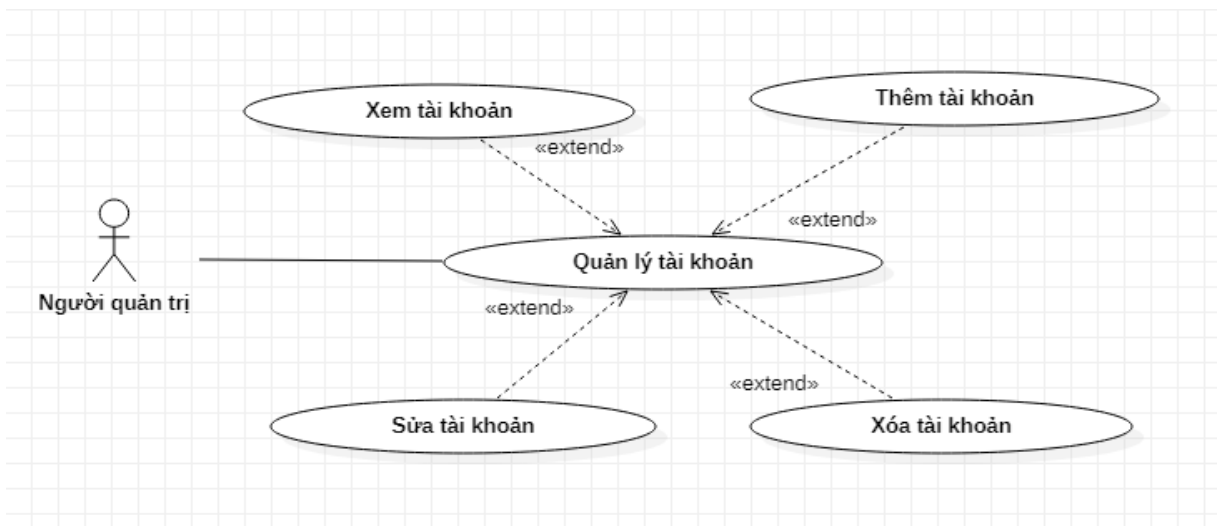 Xem tài khoản
Thêm tài khoản
«extend»
«extend»
Quản lý tài khoản
Người quản trị
«extend»
«extend»
Sửa tài khoản
Xóa tài khoản